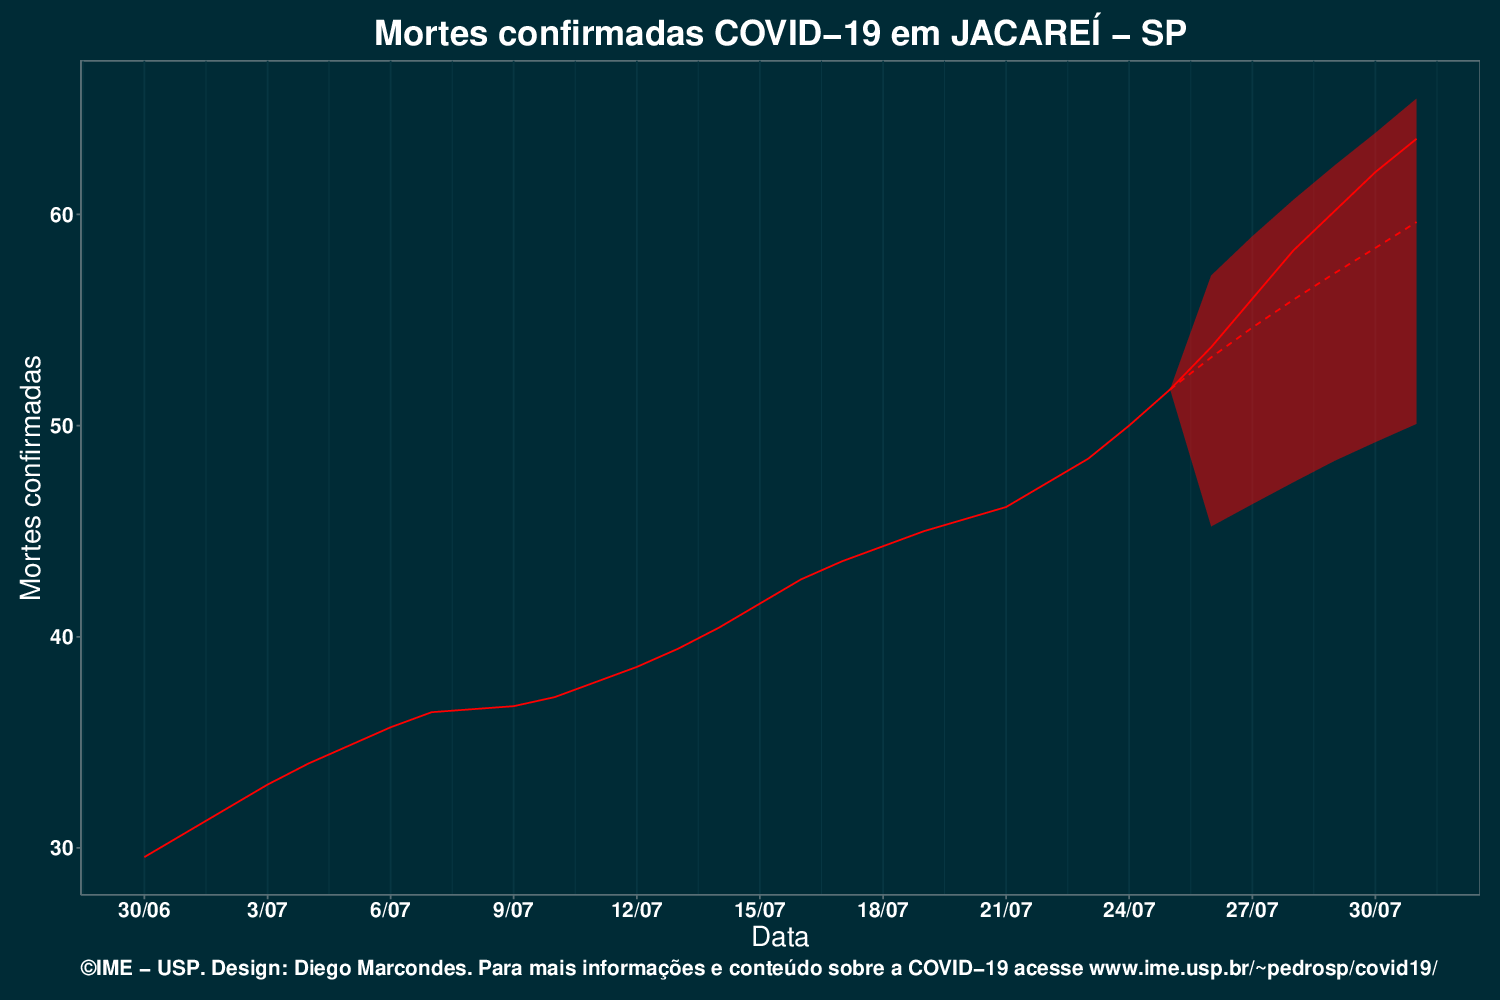 Mortes confirmadas COVID−19 em JACAREÍ − SP
Mortes confirmadas
60
50
40
30
30/06 3/07 6/07 9/07 12/07 15/07 18/07 21/07 24/07 27/07 30/07
Data
©IME − USP. Design: Diego Marcondes. Para mais informações e conteúdo sobre a COVID−19 acesse www.ime.usp.br/~pedrosp/covid19/